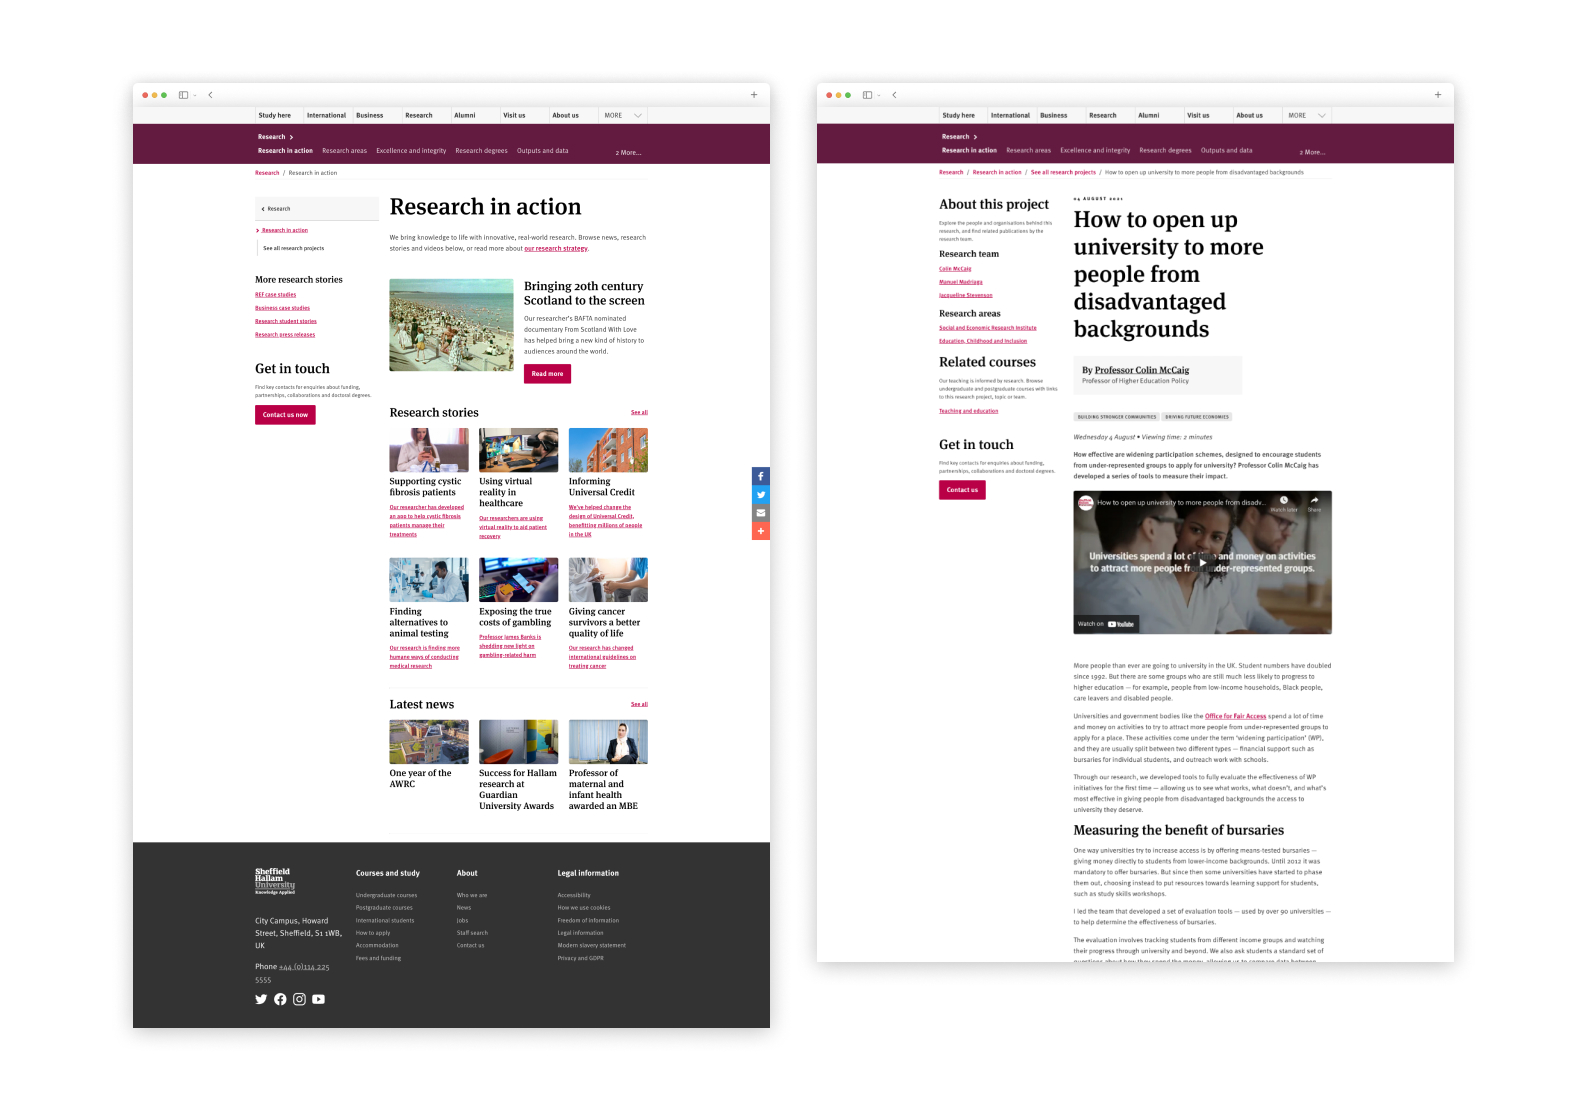 Study here
International
Business
Research
Alumni
Visit us
About us
MORE
Research
Research in action
Research areas
Excellence and integrity
Research degrees
Outputs and data
2 More...
Research / Research in action
Research
Research in action
See all research projects
More research stories
REF case studies
Business case studies
Research student stories
Research press releases
Get in touch
Find key contacts for enquiries about funding,
partnerships, collaborations and doctoral degrees.
Contact us now
Research in action
We bring knowledge to life with innovative, real-world research. Browse news, research
stories and videos below, or read more about our research strategy.
Bringing 20th century
Scotland to the screen
Our researcher's BAFTA nominated
documentary From Scotland With Love
has helped bring a new kind of history to
audiences around the world.
Read more
Research stories
See all
Supporting cystic
fibrosis patients
Our researcher has developed
an app to help cystic fibrosis
patients manage their
treatments
Using virtual
reality in
healthcare
Our researchers are using
virtual reality to aid patient
recovery
Informing
Universal Credit
We've helped change the
design of Universal Credit,
benefitting millions of people
in the UK
Finding
alternatives to
animal testing
Our research is finding more
humane ways of conducting
medical research
Exposing the true
costs of gambling
Professor James Banks is
shedding new light on
gambling-related harm
Giving cancer
survivors a better
quality of life
Our research has changed
international guidelines on
treating cancer
Latest news
See all
One year of the
AWRC
Success for Hallam
research at
Guardian
University Awards
Professor of
maternal and
infant health
awarded an MBE
Sheffield
Hallam
University
Knowledge Applied
City Campus, Howard
Street, Sheffield, S1 1WB,
UK
Phone +44 (0)114 225
5555
Courses and study
Undergraduate courses
Postgraduate courses
International students
How to apply
Accommodation
Fees and funding
About
Who we are
News
Jobs
Staff search
Contact us
Legal information
Accessibility
How we use cookies
Freedom of information
Legal information
Modern slavery statement
Privacy and GDPR
Study here
International
Business
Research
Alumni
Visit us
About us
MORE
Research
Research in action
Research areas
Excellence and integrity
Research degrees
Outputs and data
2 More...
Research / Research in action / See all research projects / How to open up university to more people from disadvantaged backgrounds
About this project
Explore the people and organisations behind this
research, and find related publications by the
research team.
Research team
Colin McCaig
Manuel Madriaga
Jacqueline Stevenson
Research areas
Social and Economic Research Institute
Education, Childhood and Inclusion
Related courses
Our teaching is informed by research. Browse
undergraduate and postgraduate courses with links
to this research project, topic or team.
Teaching and education
Get in touch
Find key contacts for enquiries about funding,
partnerships, collaborations and doctoral degrees.
Contact us
04 AUGUST 2021
How to open up
university to more
people from
disadvantaged
backgrounds
By Professor Colin McCaig
Professor of Higher Education Policy
BUILDING STRONGER COMMUNITIES
DRIVING FUTURE ECONOMIES
Wednesday 4 August • Viewing time: 2 minutes
How effective are widening participation schemes, designed to encourage students
from under-represented groups to apply for university? Professor Colin McCaig has
developed a series of tools to measure their impact.
How to open up university to more people from disadv...
Watch later
Share
Universities spend a lot of time and money on activities
to attract more people from under-represented groups.
Watch on YouTube
More people than ever are going to university in the UK. Student numbers have doubled
since 1992. But there are some groups who are still much less likely to progress to
higher education — for example, people from low-income households, Black people,
care leavers and disabled people.
Universities and government bodies like the Office for Fair Access spend a lot of time
and money on activities to try to attract more people from under-represented groups to
apply for a place. These activities come under the term 'widening participation' (WP),
and they are usually split between two different types — financial support such as
bursaries for individual students, and outreach work with schools.
Through our research, we developed tools to fully evaluate the effectiveness of WP
initiatives for the first time — allowing us to see what works, what doesn't, and what's
most effective in giving people from disadvantaged backgrounds the access to
university they deserve.
Measuring the benefit of bursaries
One way universities try to increase access is by offering means-tested bursaries —
giving money directly to students from lower-income backgrounds. Until 2012 it was
mandatory to offer bursaries. But since then some universities have started to phase
them out, choosing instead to put resources towards learning support for students,
such as study skills workshops.
I led the team that developed a set of evaluation tools — used by over 90 universities —
to help determine the effectiveness of bursaries.
The evaluation involves tracking students from different income groups and watching
their progress through university and beyond. We also ask students a standard set of
questions about how they spend the money, allowing us to compare data between